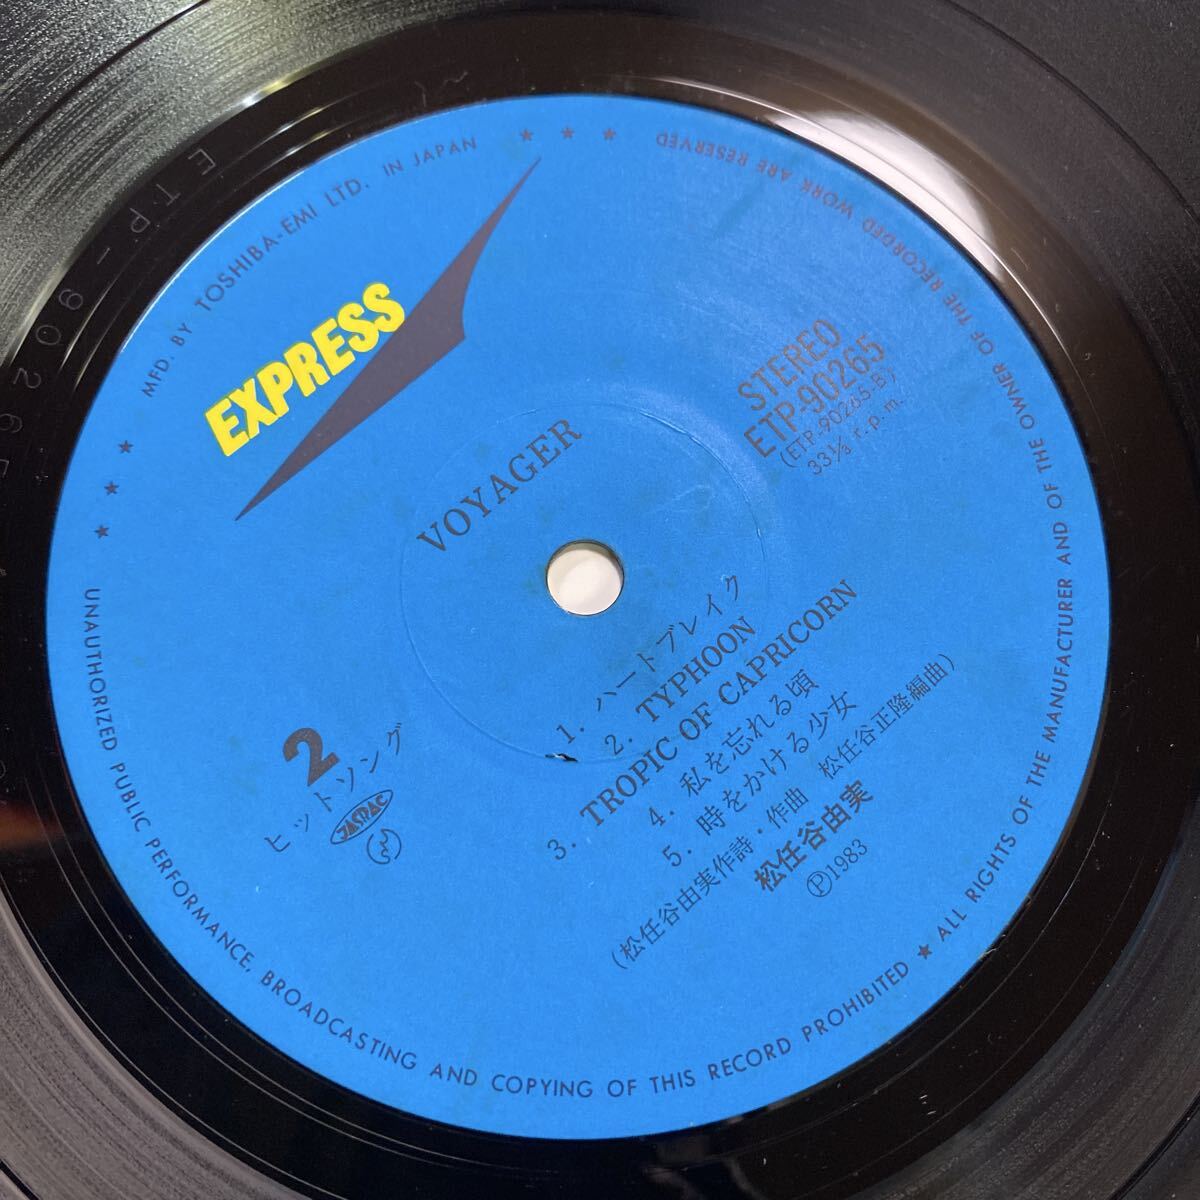 MFD. BY TOSHIBA-EMI LTD. IN JAPAN
★ ★ ★
ALL RIGHTS OF THE MANUFACTURER AND OF THE OWNER OF THE RECORDED WORK ARE RESERVED
★ ★ ★
UNAUTHORIZED PUBLIC PERFORMANCE, BROADCASTING AND COPYING OF THIS RECORD PROHIBITED ★
EXPRESS
VOYAGER
STEREO
ETP-90265
(ETP-90265-B)
33⅓ r.p.m.
2
ヒットソング
JASRAC
1. ハートブレイク
2. TYPHOON
3. TROPIC OF CAPRICORN
4. 私を忘れる頃
5. 時をかける少女
(松任谷由実作詩・作曲 松任谷正隆編曲)
松任谷由実
Ⓟ1983
ETP-90265